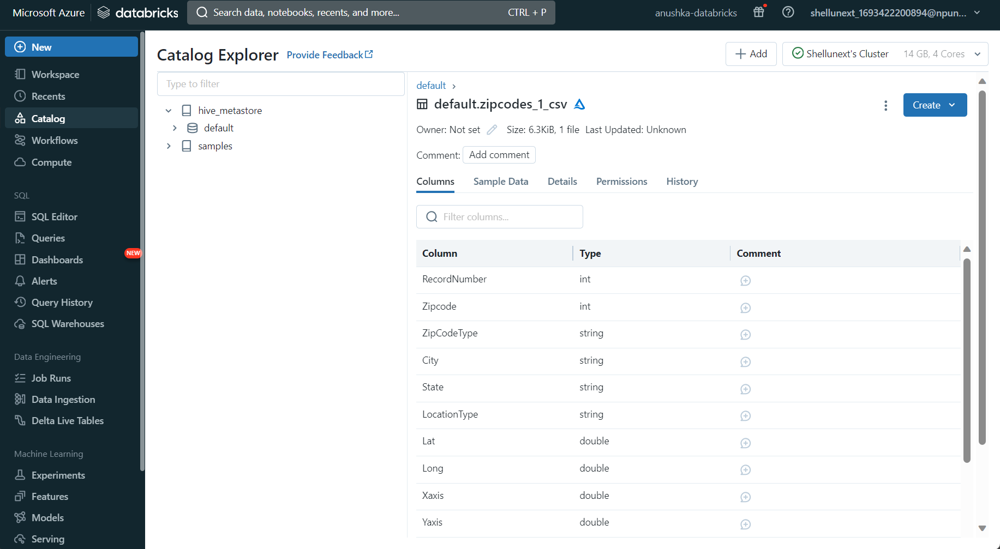 Microsoft Azure databricks Search data, notebooks, recents, and more... CTRL + P anushka-databricks shellunext_1693422200894@npun...
New
Workspace
Recents
Catalog
Workflows
Compute
SQL
SQL Editor
Queries
Dashboards NEW
Alerts
Query History
SQL Warehouses
Data Engineering
Job Runs
Data Ingestion
Delta Live Tables
Machine Learning
Experiments
Features
Models
Serving
Catalog Explorer Provide Feedback Add Shellunext's Cluster 14 GB, 4 Cores
Type to filter
hive_metastore
default
samples
default
default.zipcodes_1_csv Create
Owner: Not set Size: 6.3KiB, 1 file Last Updated: Unknown
Comment: Add comment
Columns Sample Data Details Permissions History
Filter columns...
Column Type Comment
RecordNumber int
Zipcode int
ZipCodeType string
City string
State string
LocationType string
Lat double
Long double
Xaxis double
Yaxis double